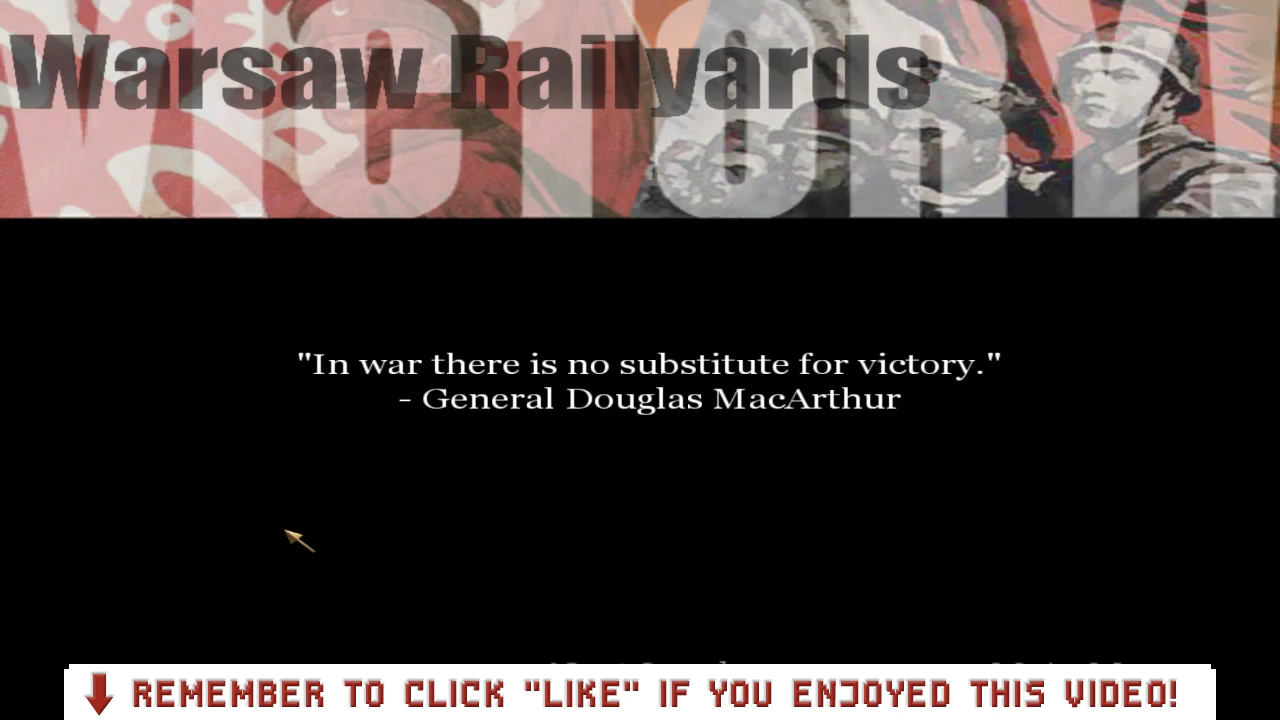 VICTORY!
Warsaw Railyards
"In war there is no substitute for victory."
- General Douglas MacArthur
REMEMBER TO CLICK "LIKE" IF YOU ENJOYED THIS VIDEO!